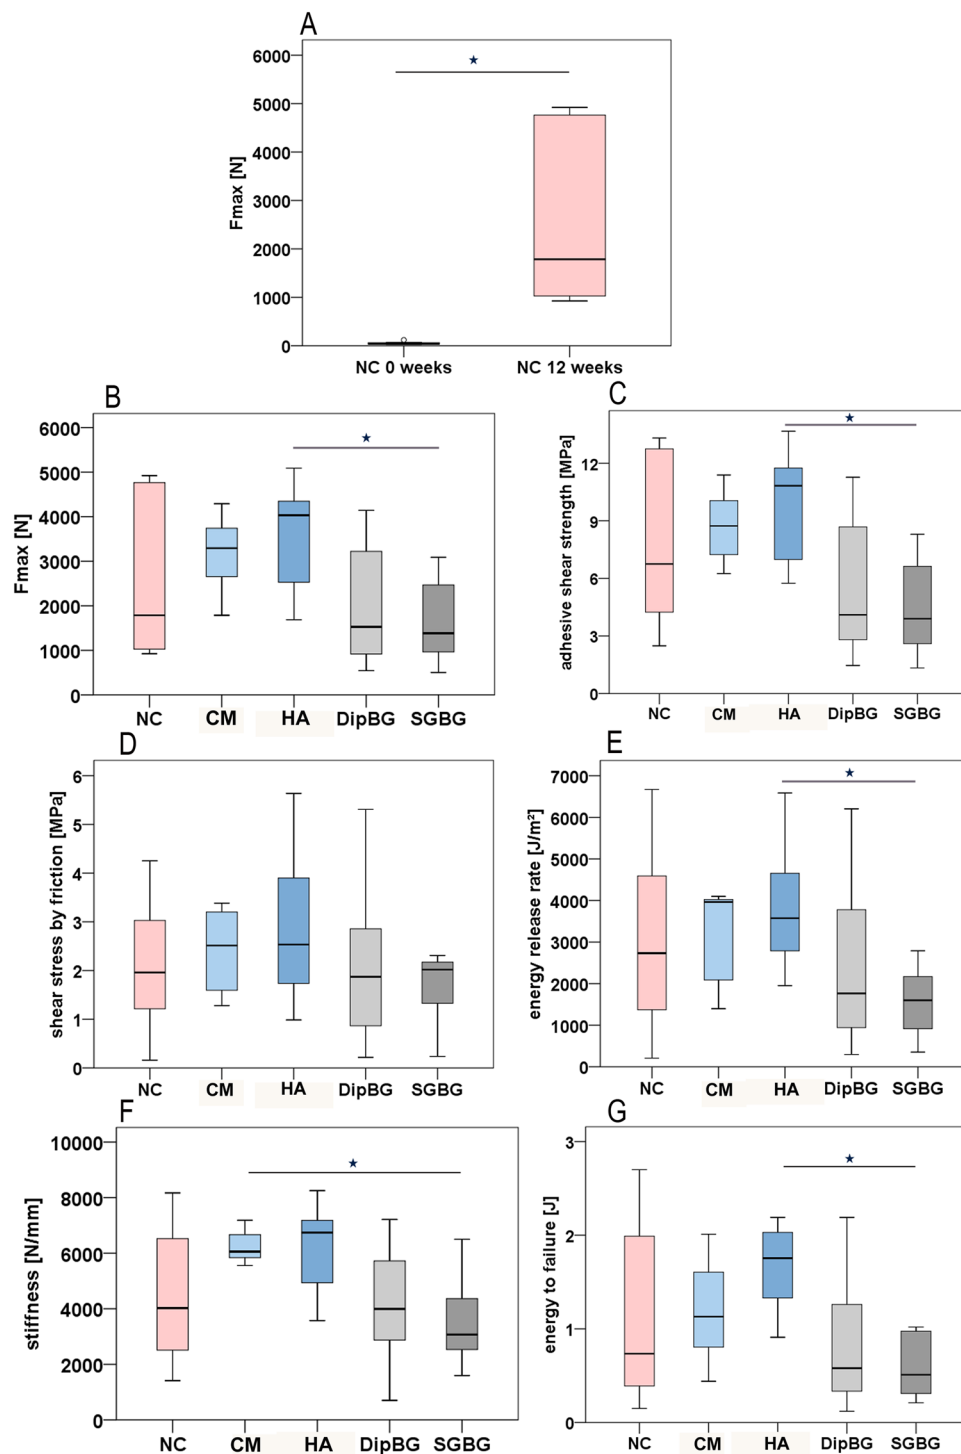 A
Fmax [N]
6000
5000
4000
3000
2000
1000
0
NC 0 weeks
NC 12 weeks
B
Fmax [N]
6000
5000
4000
3000
2000
1000
0
NC
CM
HA
DipBG
SGBG
C
adhesive shear strength [MPa]
12
9
6
3
0
NC
CM
HA
DipBG
SGBG
D
shear stress by friction [MPa]
6
5
4
3
2
1
0
NC
CM
HA
DipBG
SGBG
E
energy release rate [J/m²]
7000
6000
5000
4000
3000
2000
1000
0
NC
CM
HA
DipBG
SGBG
F
stiffness [N/mm]
10000
8000
6000
4000
2000
0
NC
CM
HA
DipBG
SGBG
G
energy to failure [J]
3
2
1
0
NC
CM
HA
DipBG
SGBG